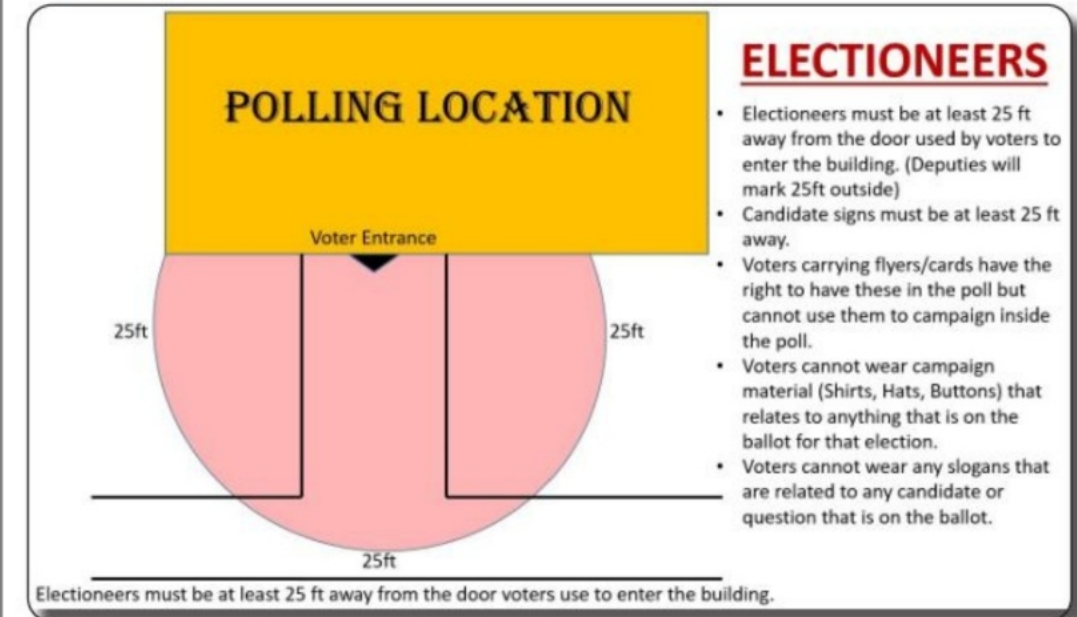 POLLING LOCATION
Voter Entrance
25ft
25ft
25ft
Electioneers must be at least 25 ft away from the door voters use to enter the building.
ELECTIONEERS
• Electioneers must be at least 25 ft
away from the door used by voters to
enter the building. (Deputies will
mark 25ft outside)
• Candidate signs must be at least 25 ft
away.
• Voters carrying flyers/cards have the
right to have these in the poll but
cannot use them to campaign inside
the poll.
• Voters cannot wear campaign
material (Shirts, Hats, Buttons) that
relates to anything that is on the
ballot for that election.
• Voters cannot wear any slogans that
are related to any candidate or
question that is on the ballot.